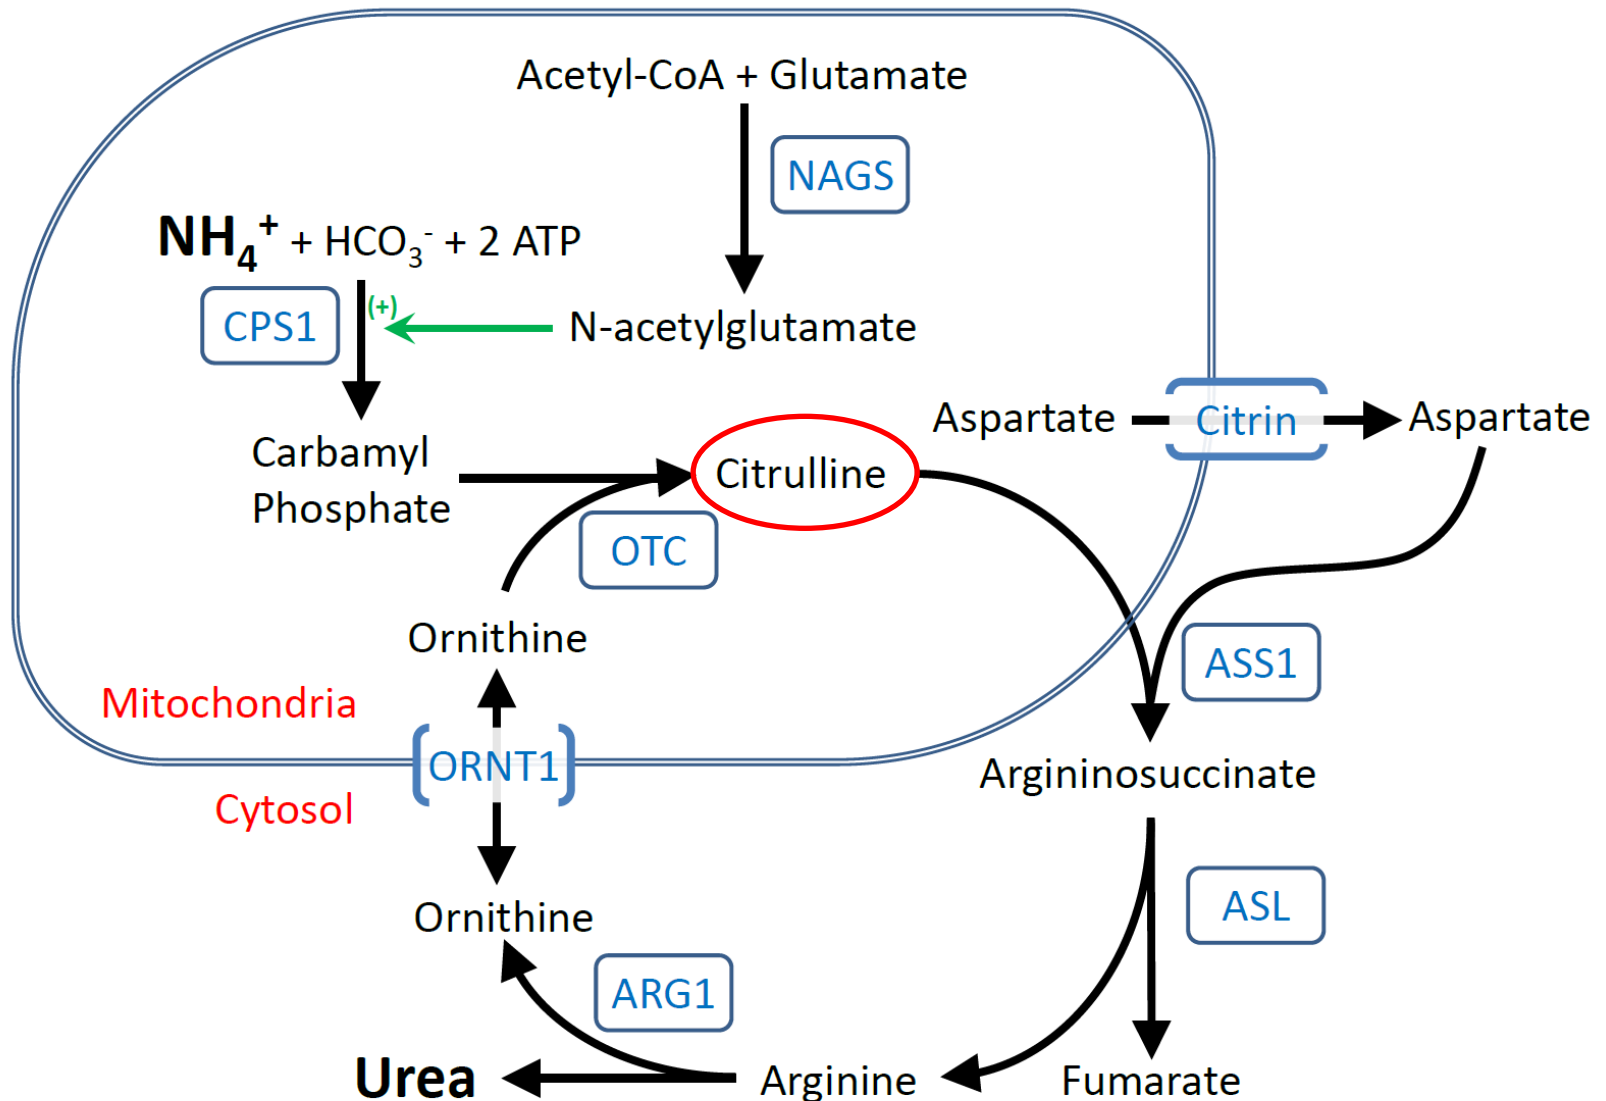 Acetyl-CoA + Glutamate
NAGS
NH₄⁺ + HCO₃⁻ + 2 ATP
CPS1
(+)
N-acetylglutamate
Carbamyl
Phosphate
Citrulline
Aspartate
Citrin
Aspartate
OTC
Ornithine
ASS1
Mitochondria
ORNT1
Cytosol
Argininosuccinate
Ornithine
ASL
ARG1
Urea
Arginine
Fumarate